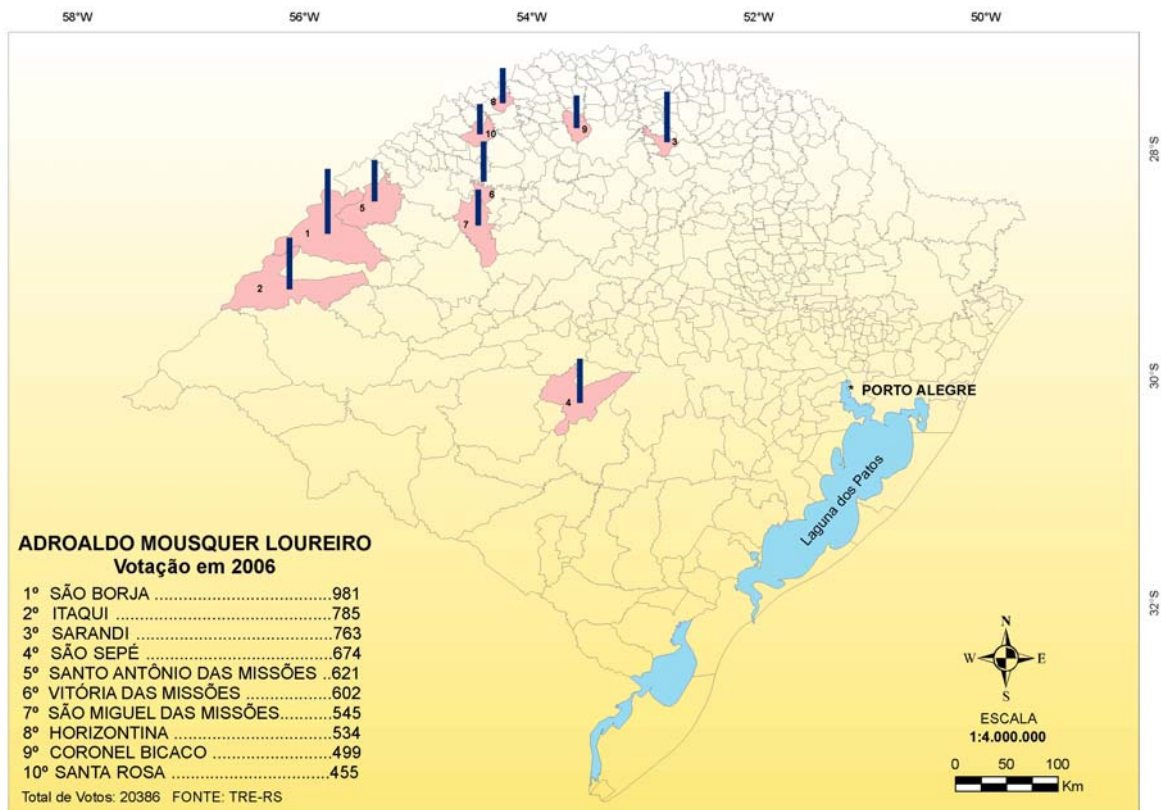 58°W 56°W 54°W 52°W 50°W
28°S
30°S
32°S
8
10
9
3
6
5
7
1
2
4
* PORTO ALEGRE
Laguna dos Patos
ADROALDO MOUSQUER LOUREIRO
Votação em 2006
1º SÃO BORJA ................................981
2º ITAQUI ........................................785
3º SARANDI .....................................763
4º SÃO SEPÉ ...................................674
5º SANTO ANTÔNIO DAS MISSÕES ..621
6º VITÓRIA DAS MISSÕES .................602
7º SÃO MIGUEL DAS MISSÕES...........545
8º HORIZONTINA ..............................534
9º CORONEL BICACO ........................499
10º SANTA ROSA ...............................455
Total de Votos: 20386 FONTE: TRE-RS
N
W E
S
ESCALA
1:4.000.000
0 50 100
Km